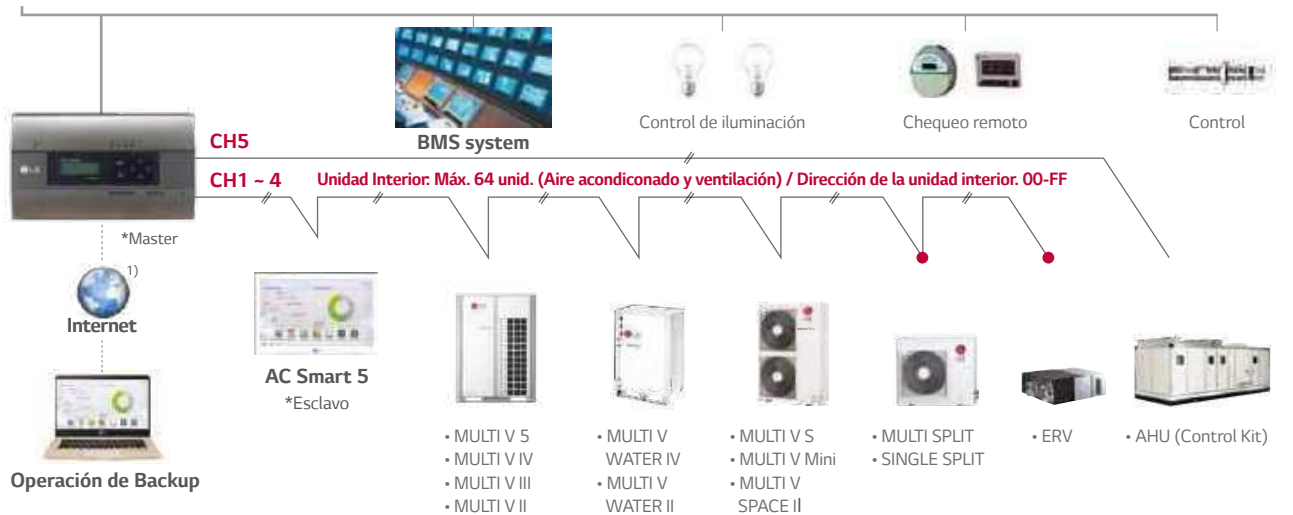 Control de iluminación
Chequeo remoto
Control
BMS system
CH5
CH1 ~ 4
Unidad Interior: Máx. 64 unid. (Aire acondiconado y ventilación) / Dirección de la unidad interior. 00-FF
LG
*Master
1)
Internet
Operación de Backup
AC Smart 5
*Esclavo
• MULTI V 5
• MULTI V IV
• MULTI V III
• MULTI V II
• MULTI V
WATER IV
• MULTI V
WATER II
• MULTI V S
• MULTI V Mini
• MULTI V
SPACE II
• MULTI SPLIT
• SINGLE SPLIT
• ERV
• AHU (Control Kit)